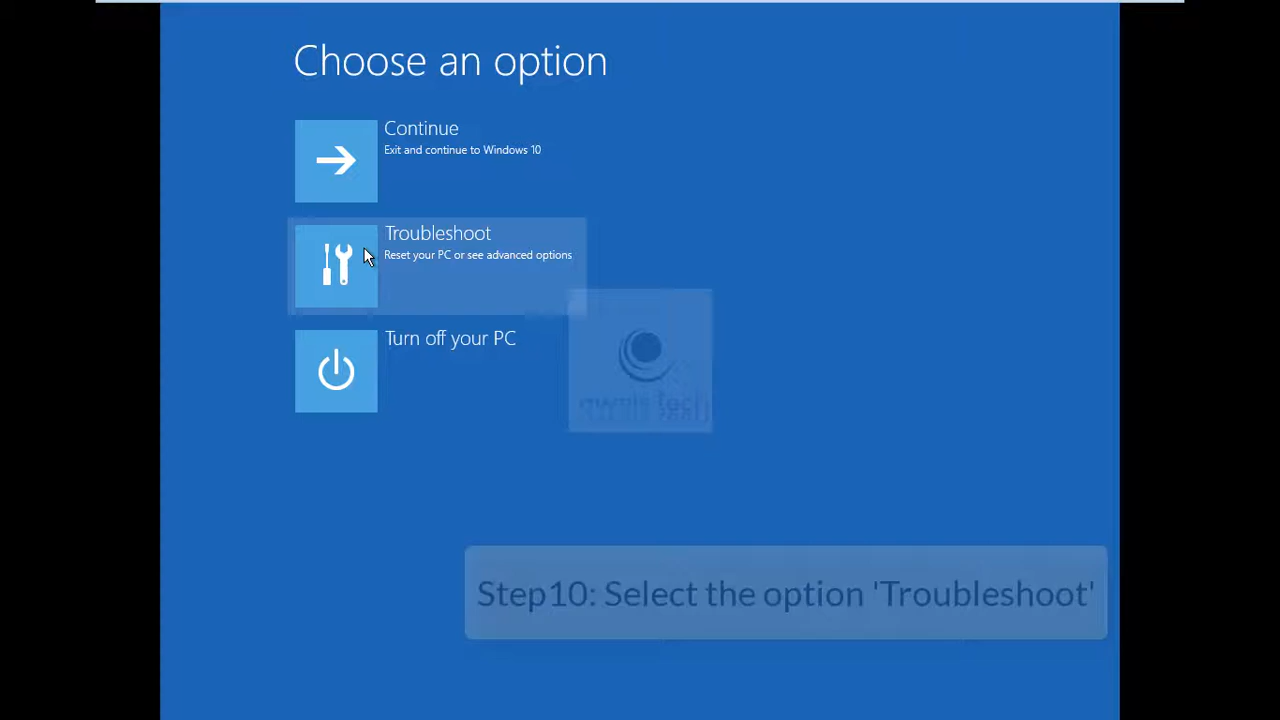 Choose an option
Continue
Exit and continue to Windows 10
Troubleshoot
Reset your PC or see advanced options
Turn off your PC
Step10: Select the option 'Troubleshoot'